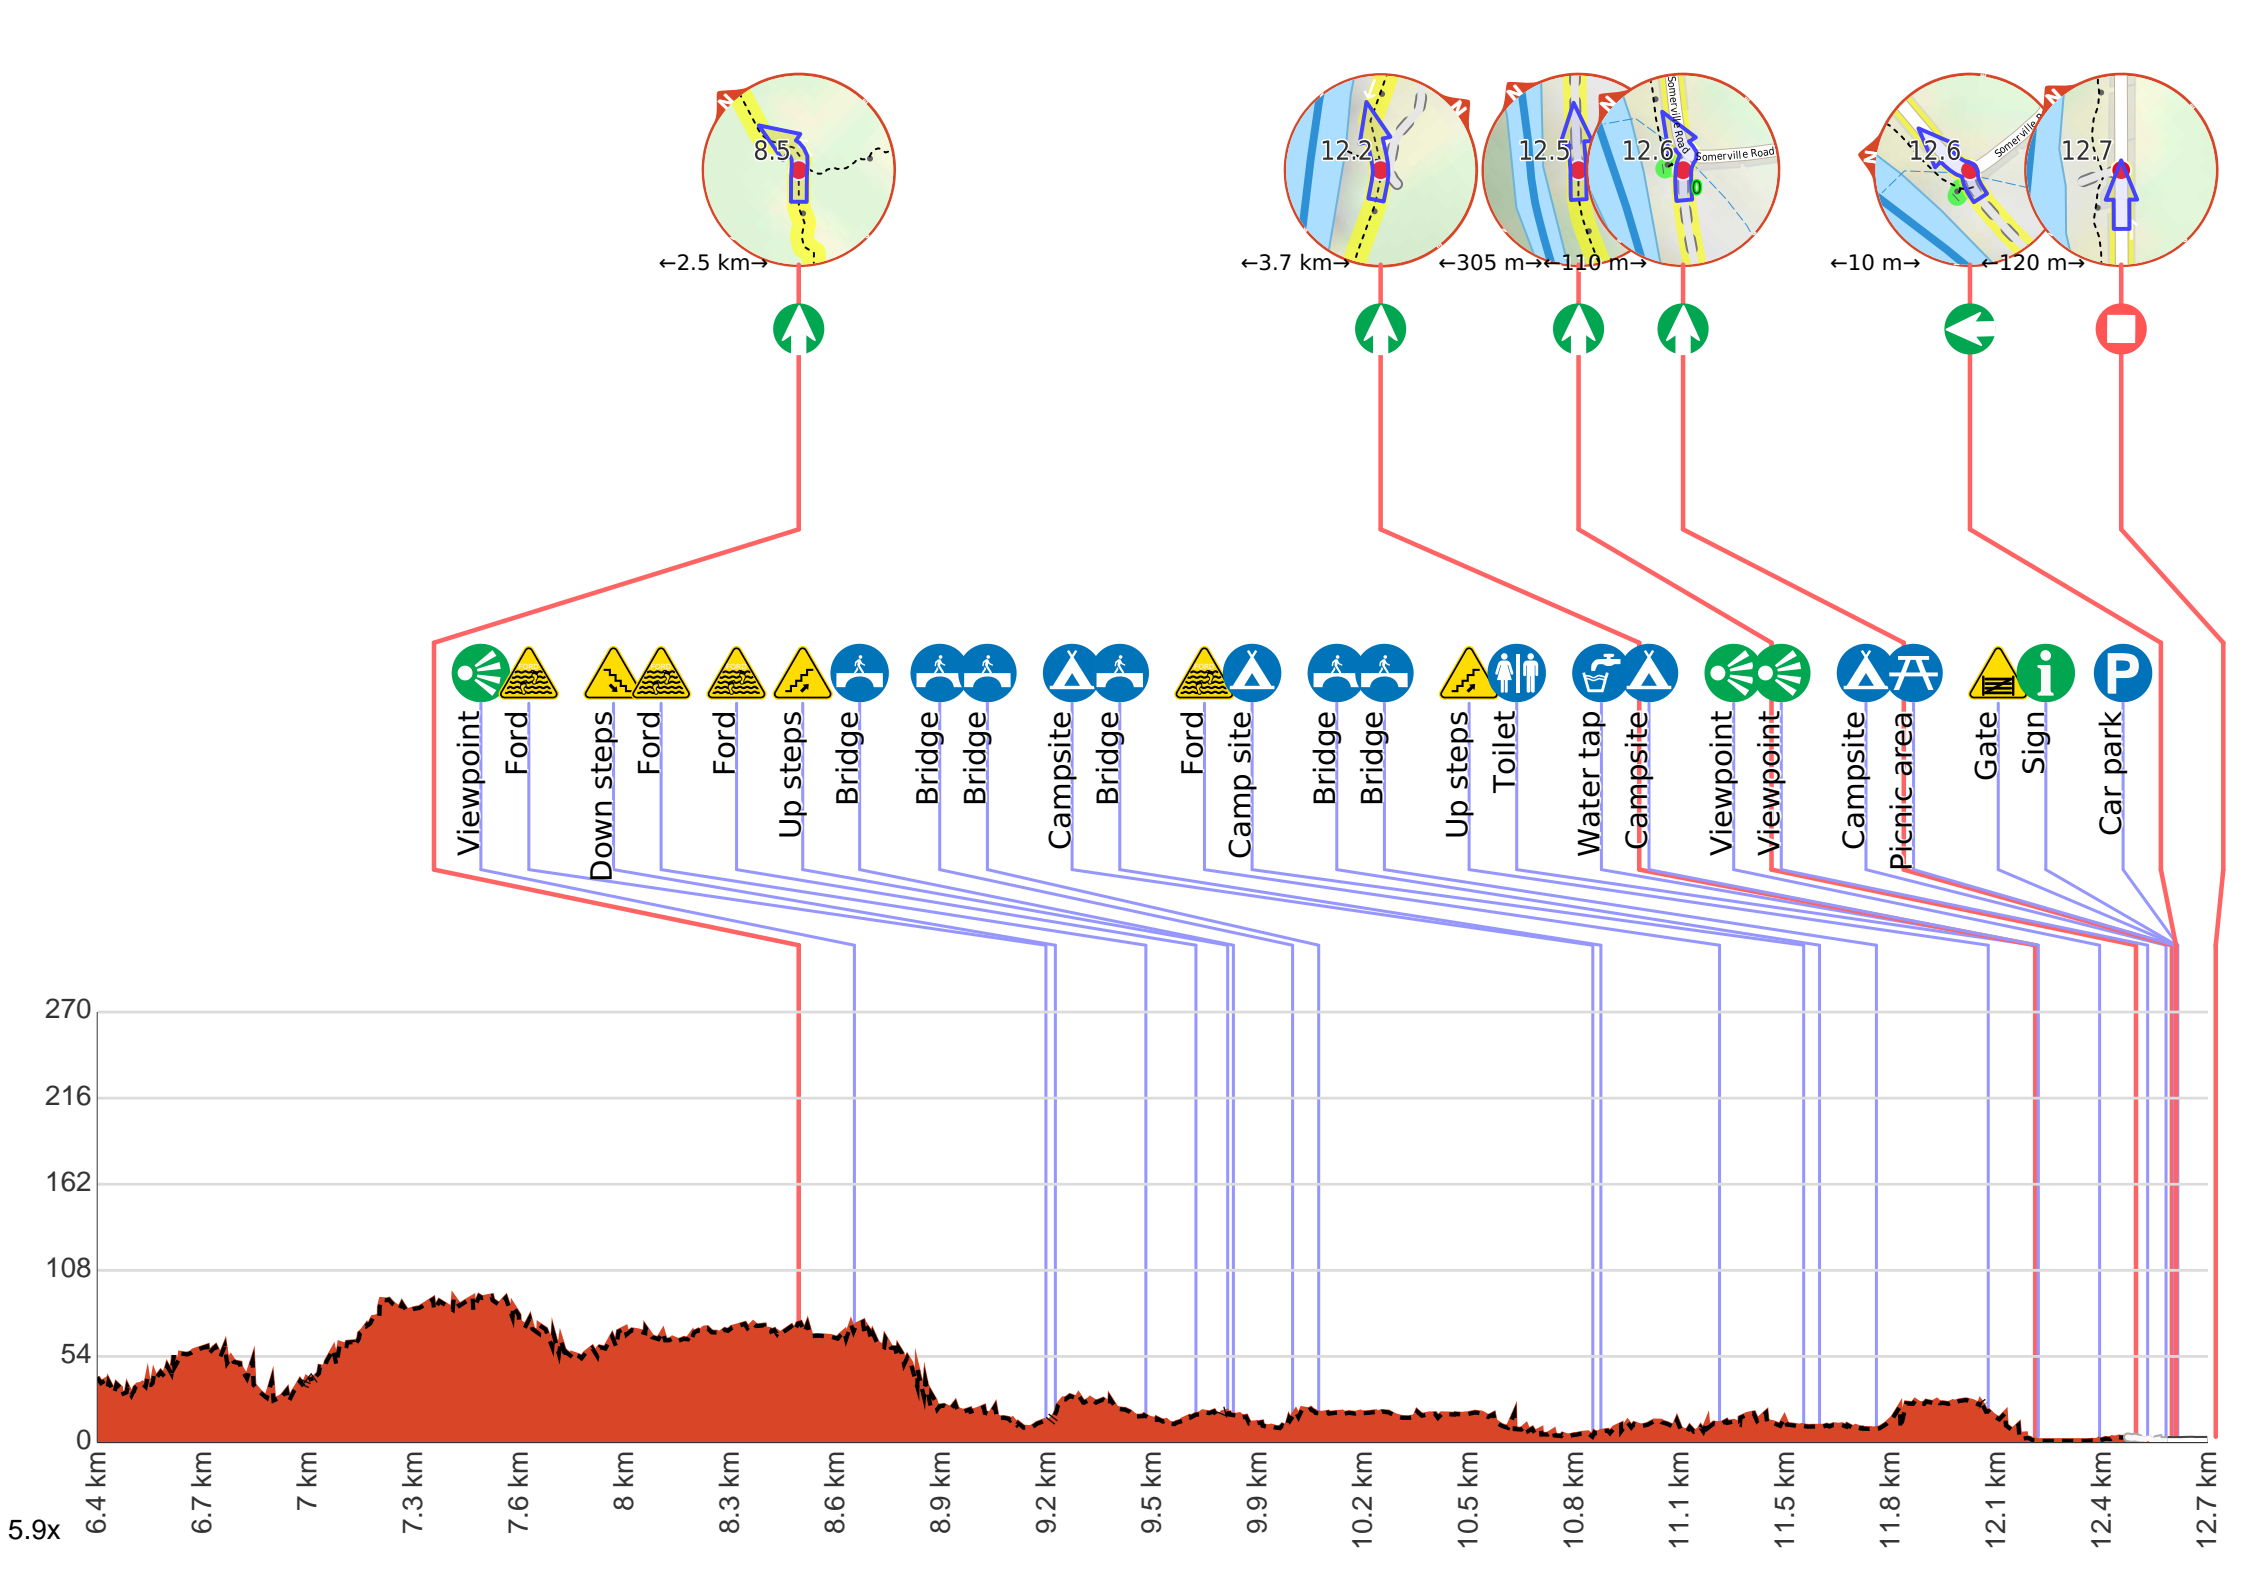 N
8.5
←2.5 km→
N
12.2
←3.7 km→
N
12.5
←305 m→
N
Somerville Road
Somerville Road
12.6
0
←110 m→
N
Somerville R
12.6
←10 m→
N
12.7
←120 m→
Viewpoint
Ford
Down steps
Ford
Ford
Up steps
Bridge
Bridge
Bridge
Campsite
Bridge
Ford
Camp site
Bridge
Bridge
Up steps
Toilet
Water tap
Campsite
Viewpoint
Viewpoint
Campsite
Picnic area
Gate
i
Sign
P
Car park
270
216
162
108
54
0
6.4 km
6.7 km
7 km
7.3 km
7.6 km
8 km
8.3 km
8.6 km
8.9 km
9.2 km
9.5 km
9.9 km
10.2 km
10.5 km
10.8 km
11.1 km
11.5 km
11.8 km
12.1 km
12.4 km
12.7 km
5.9x